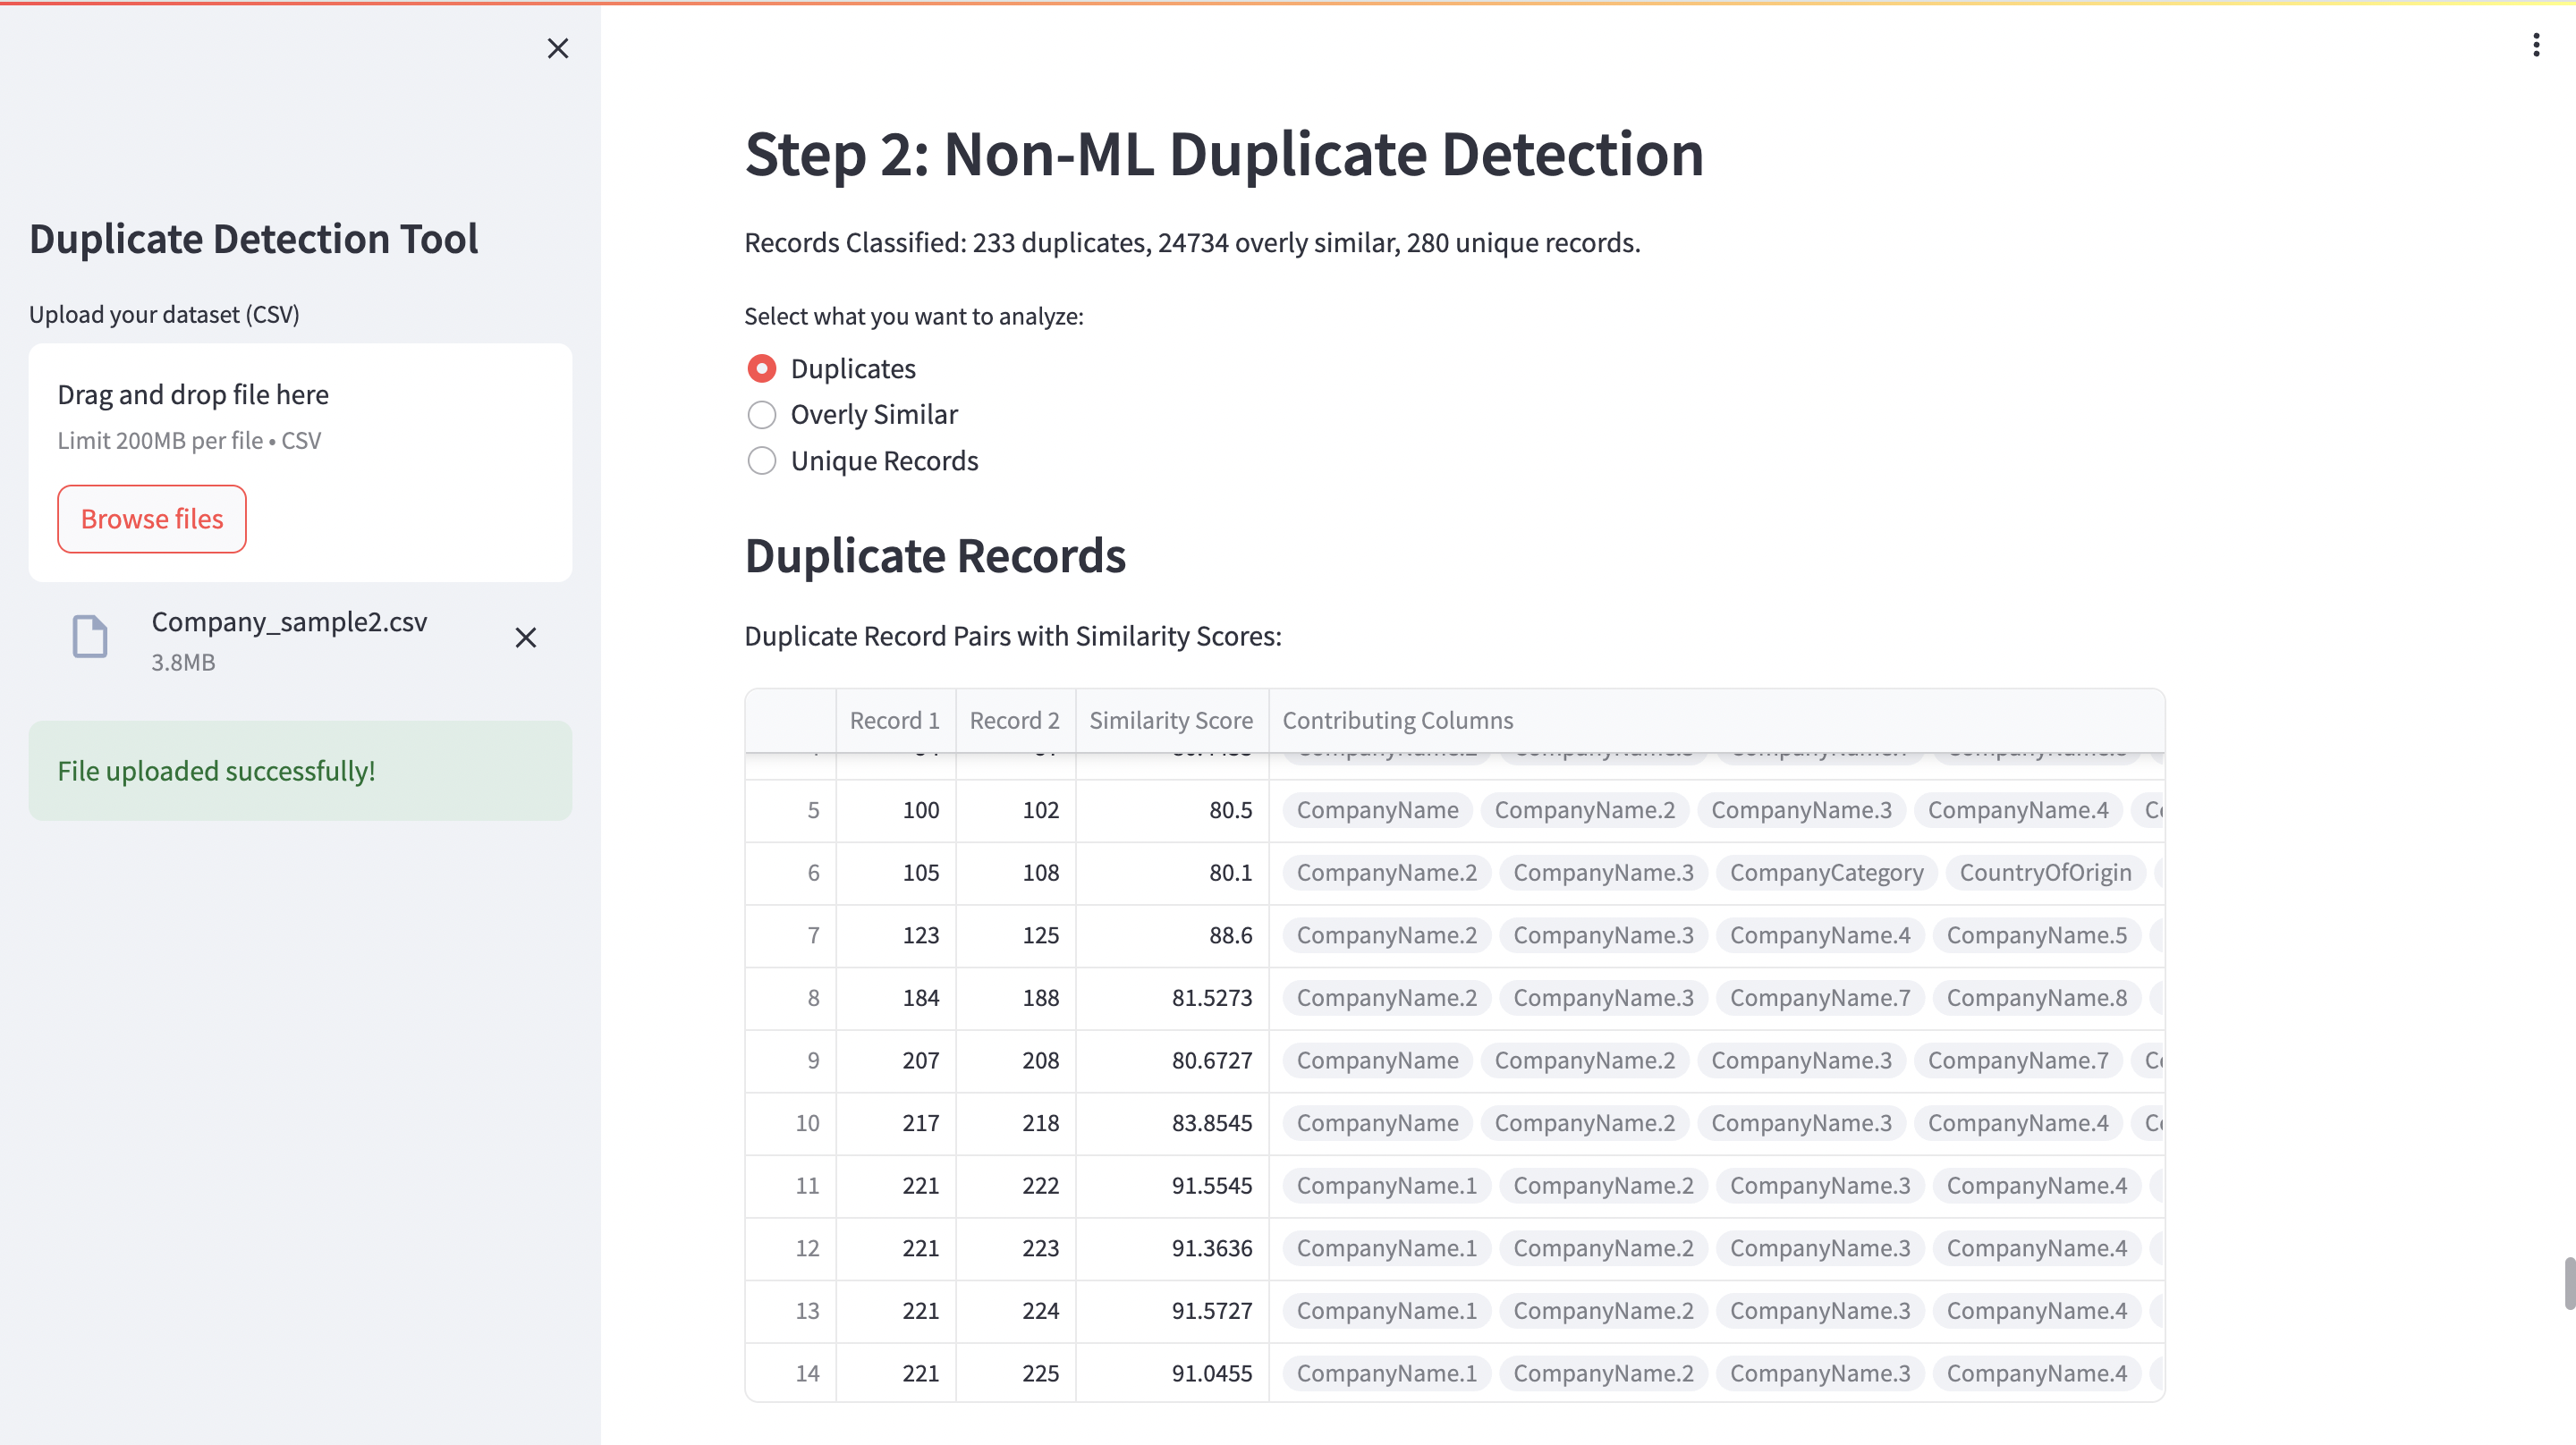 Duplicate Detection Tool
Upload your dataset (CSV)
Drag and drop file here
Limit 200MB per file • CSV
Browse files
Company_sample2.csv
3.8MB
File uploaded successfully!
Step 2: Non-ML Duplicate Detection
Records Classified: 233 duplicates, 24734 overly similar, 280 unique records.
Select what you want to analyze:
Duplicates
Overly Similar
Unique Records
Duplicate Records
Duplicate Record Pairs with Similarity Scores:
Record 1 Record 2 Similarity Score Contributing Columns
5 100 102 80.5 CompanyName CompanyName.2 CompanyName.3 CompanyName.4
6 105 108 80.1 CompanyName.2 CompanyName.3 CompanyCategory CountryOfOrigin
7 123 125 88.6 CompanyName.2 CompanyName.3 CompanyName.4 CompanyName.5
8 184 188 81.5273 CompanyName.2 CompanyName.3 CompanyName.7 CompanyName.8
9 207 208 80.6727 CompanyName CompanyName.2 CompanyName.3 CompanyName.7
10 217 218 83.8545 CompanyName CompanyName.2 CompanyName.3 CompanyName.4
11 221 222 91.5545 CompanyName.1 CompanyName.2 CompanyName.3 CompanyName.4
12 221 223 91.3636 CompanyName.1 CompanyName.2 CompanyName.3 CompanyName.4
13 221 224 91.5727 CompanyName.1 CompanyName.2 CompanyName.3 CompanyName.4
14 221 225 91.0455 CompanyName.1 CompanyName.2 CompanyName.3 CompanyName.4